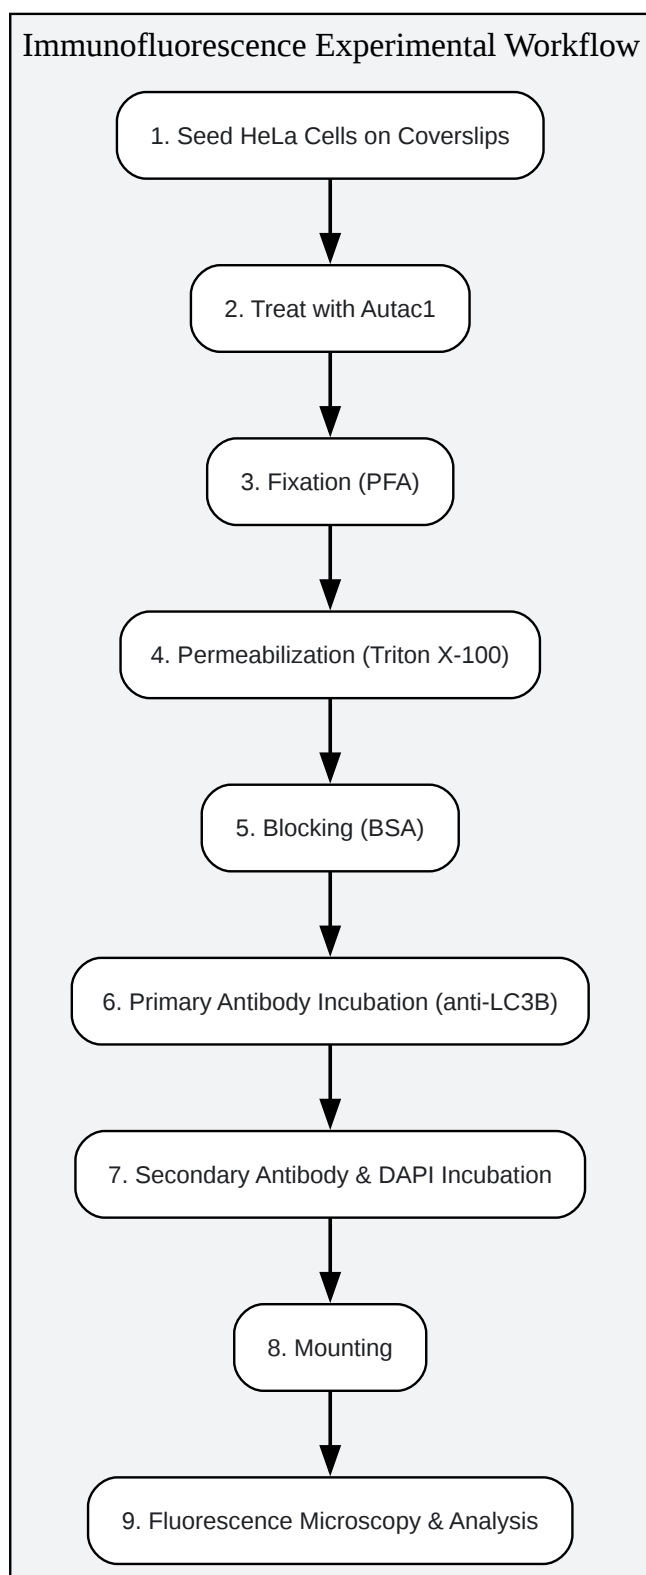 Immunofluorescence Experimental Workflow
1. Seed HeLa Cells on Coverslips
2. Treat with Autac1
3. Fixation (PFA)
4. Permeabilization (Triton X-100)
5. Blocking (BSA)
6. Primary Antibody Incubation (anti-LC3B)
7. Secondary Antibody & DAPI Incubation
8. Mounting
9. Fluorescence Microscopy & Analysis